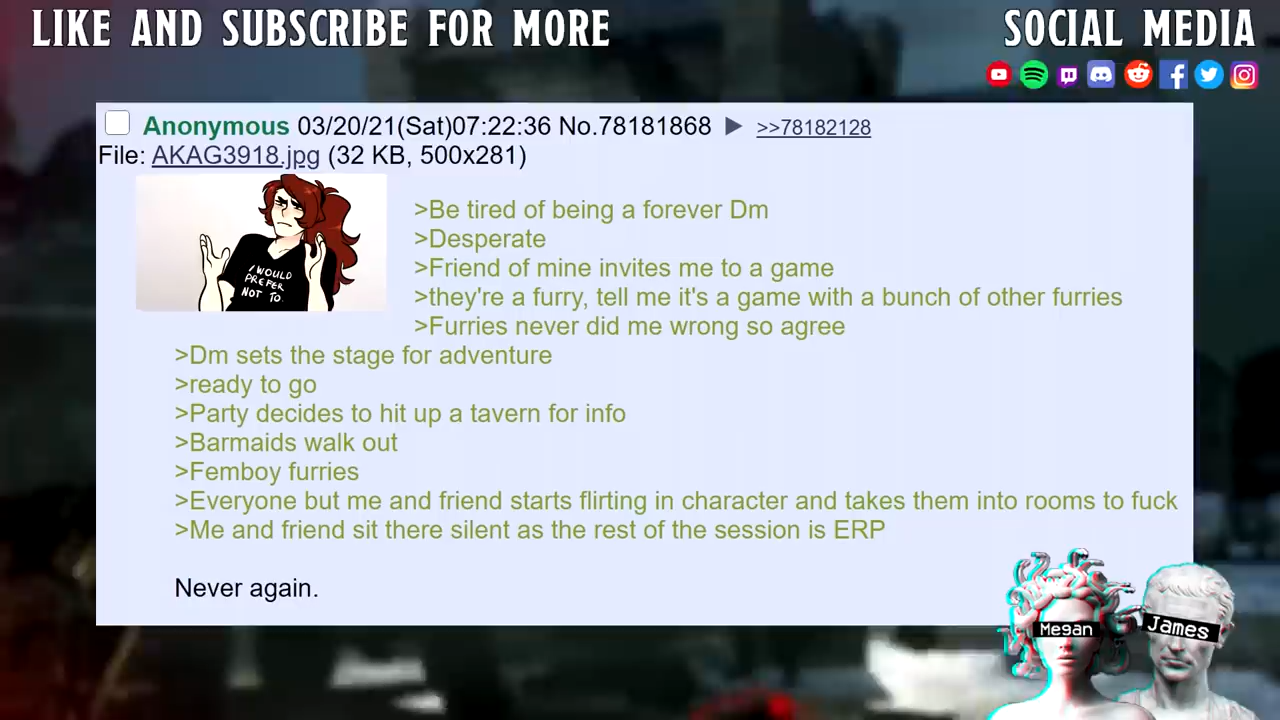 LIKE AND SUBSCRIBE FOR MORE
SOCIAL MEDIA
Anonymous 03/20/21(Sat)07:22:36 No.78181868 ▶ >>78182128
File: AKAG3918.jpg (32 KB, 500x281)
I WOULD
PREFER
NOT TO.
>Be tired of being a forever Dm
>Desperate
>Friend of mine invites me to a game
>they're a furry, tell me it's a game with a bunch of other furries
>Furries never did me wrong so agree
>Dm sets the stage for adventure
>ready to go
>Party decides to hit up a tavern for info
>Barmaids walk out
>Femboy furries
>Everyone but me and friend starts flirting in character and takes them into rooms to fuck
>Me and friend sit there silent as the rest of the session is ERP
Never again.
Megan
James